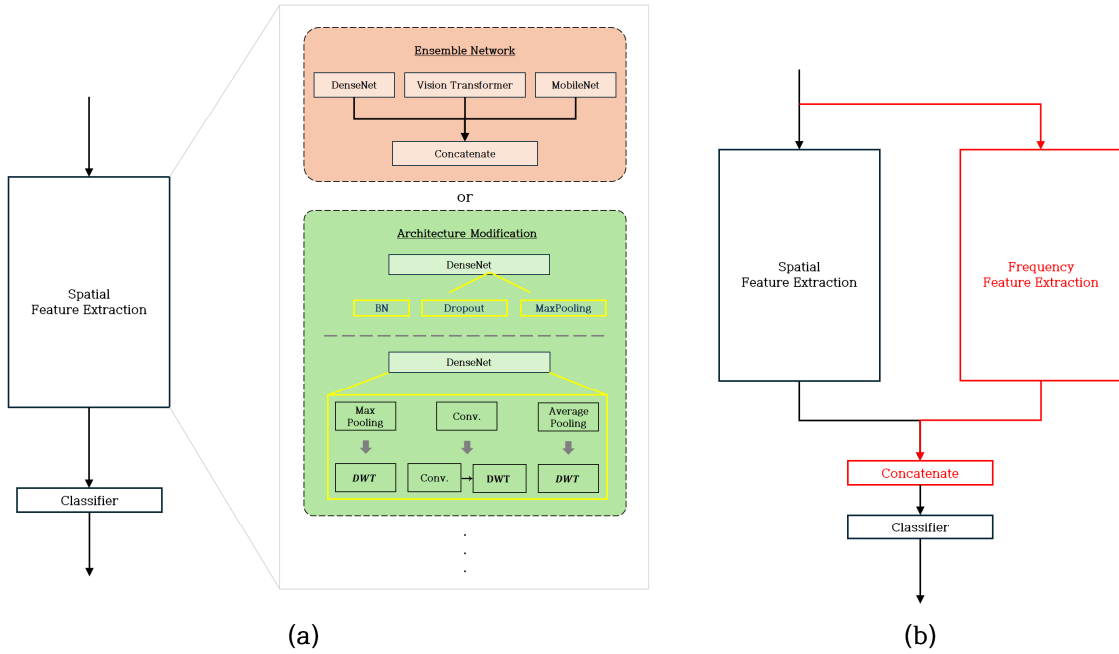 Ensemble Network
DenseNet
Vision Transformer
MobileNet
Concatenate
or
Architecture Modification
DenseNet
BN
Dropout
MaxPooling
DenseNet
Max
Pooling
Conv.
Average
Pooling
DWT
Conv.
DWT
DWT
.
.
.
Spatial
Feature Extraction
Classifier
(a)
Spatial
Feature Extraction
Frequency
Feature Extraction
Concatenate
Classifier
(b)